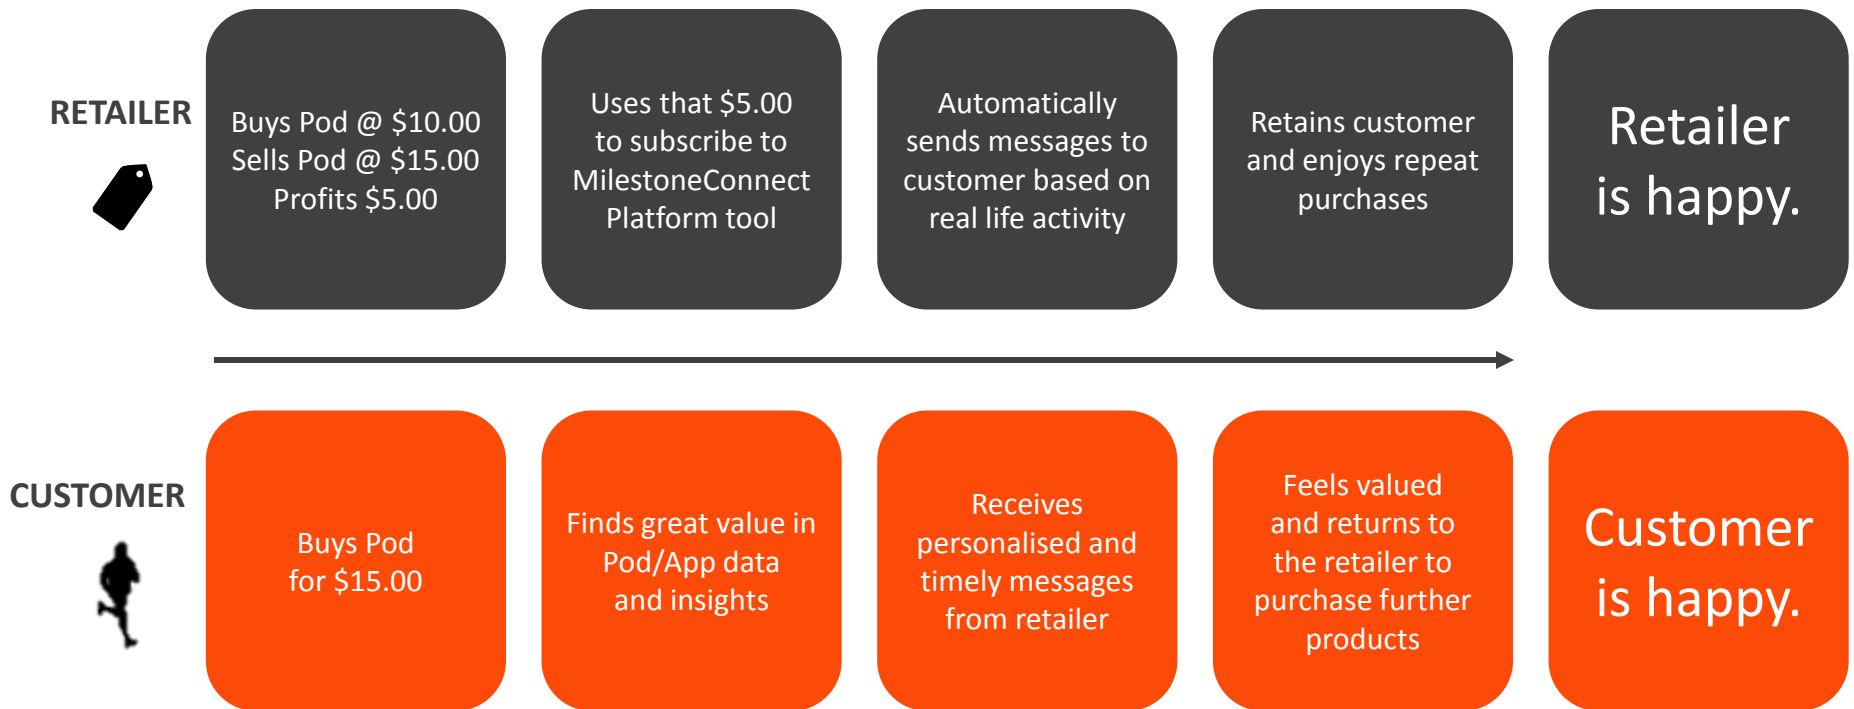 RETAILER
Buys Pod @ $10.00
Sells Pod @ $15.00
Profits $5.00
Uses that $5.00
to subscribe to
MilestoneConnect
Platform tool
Automatically
sends messages to
customer based on
real life activity
Retains customer
and enjoys repeat
purchases
Retailer
is happy.
CUSTOMER
Buys Pod
for $15.00
Finds great value in
Pod/App data
and insights
Receives
personalised and
timely messages
from retailer
Feels valued
and returns to
the retailer to
purchase further
products
Customer
is happy.